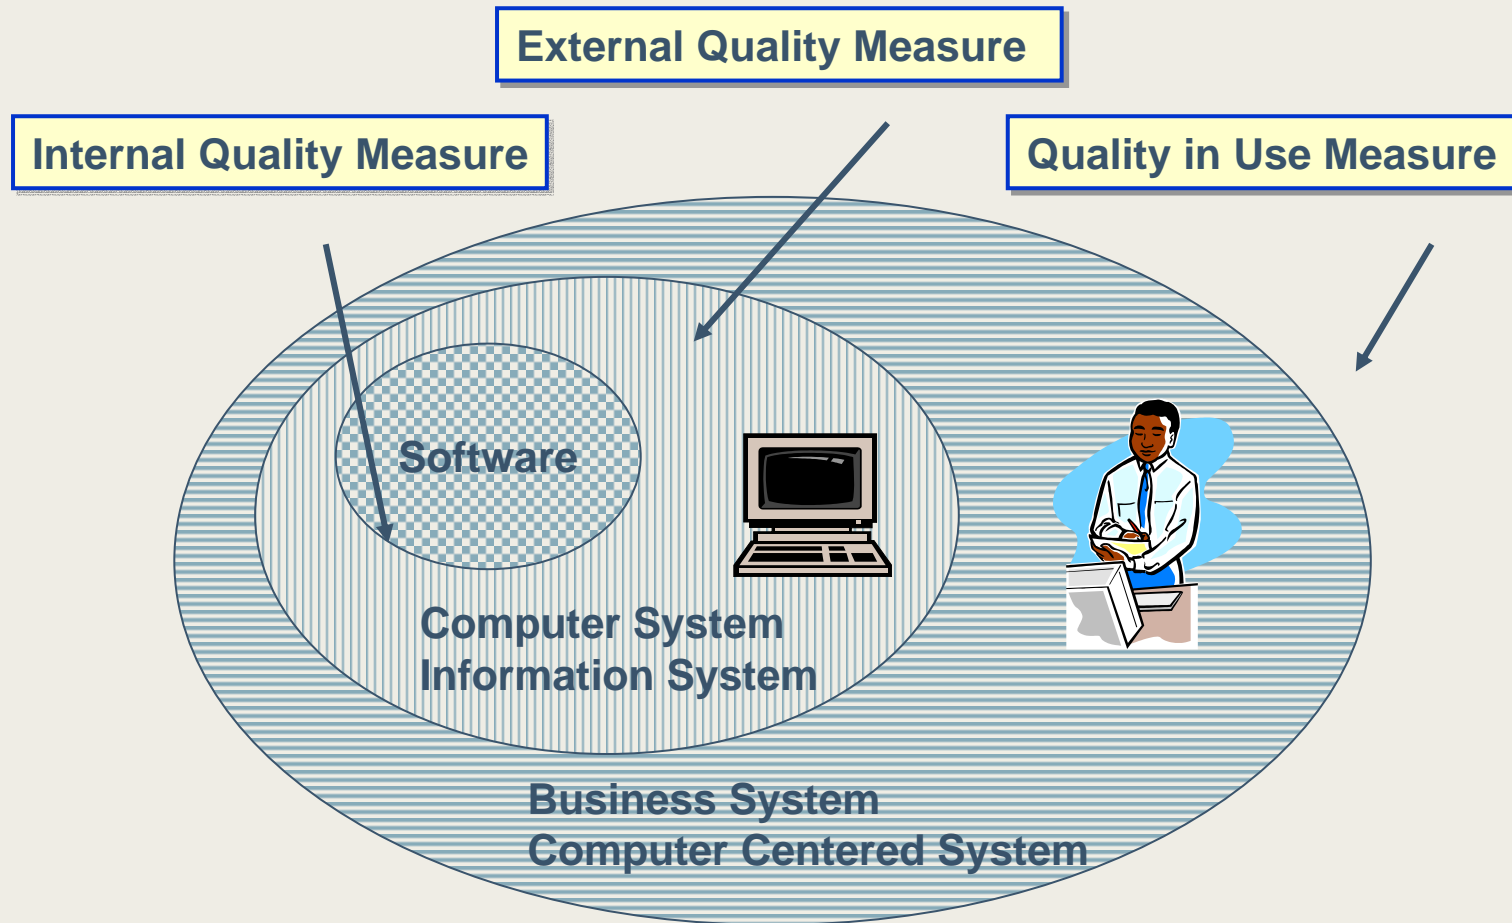 External Quality Measure
Internal Quality Measure
Quality in Use Measure
Software
Computer System
Information System
Business System
Computer Centered System